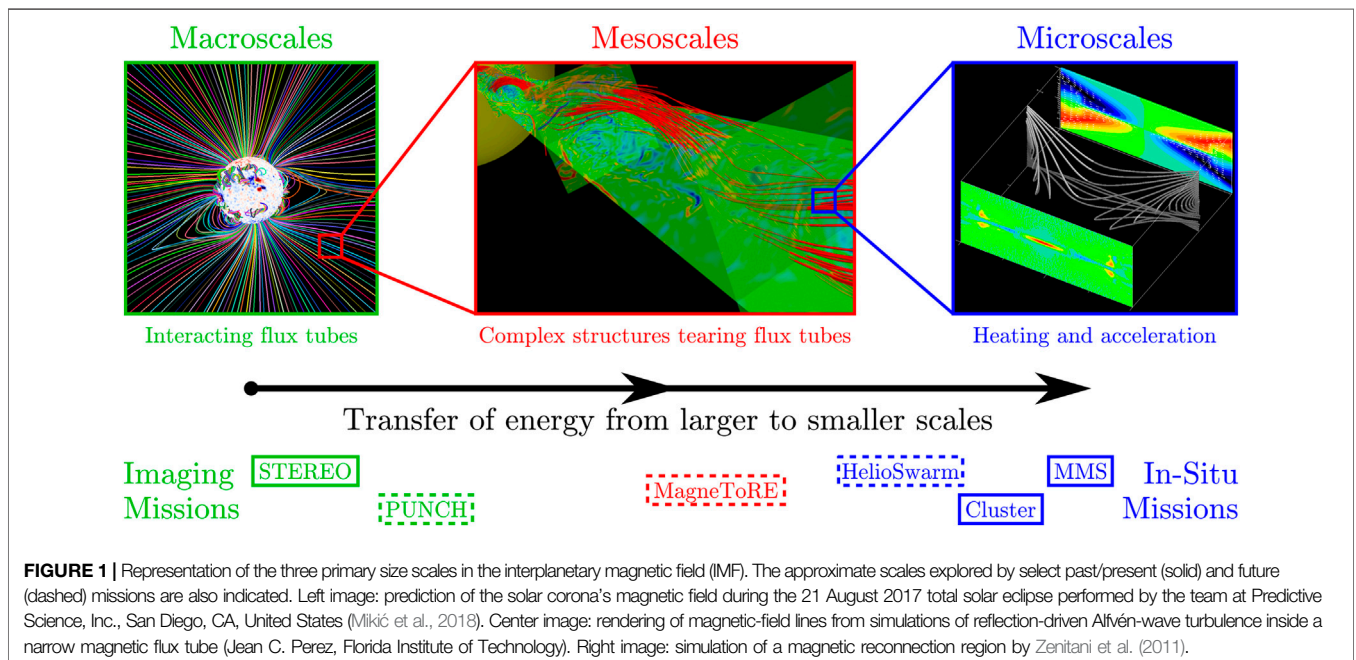 Macroscales
Mesoscales
Microscales
Interacting flux tubes
Complex structures tearing flux tubes
Heating and acceleration
Transfer of energy from larger to smaller scales
Imaging
Missions
STEREO
PUNCH
MagneToRE
HelioSwarm
Cluster
MMS
In-Situ
Missions
FIGURE 1 | Representation of the three primary size scales in the interplanetary magnetic field (IMF). The approximate scales explored by select past/present (solid) and future
(dashed) missions are also indicated. Left image: prediction of the solar corona’s magnetic field during the 21 August 2017 total solar eclipse performed by the team at Predictive
Science, Inc., San Diego, CA, United States (Mikić et al., 2018). Center image: rendering of magnetic-field lines from simulations of reflection-driven Alfvén-wave turbulence inside a
narrow magnetic flux tube (Jean C. Perez, Florida Institute of Technology). Right image: simulation of a magnetic reconnection region by Zenitani et al. (2011).